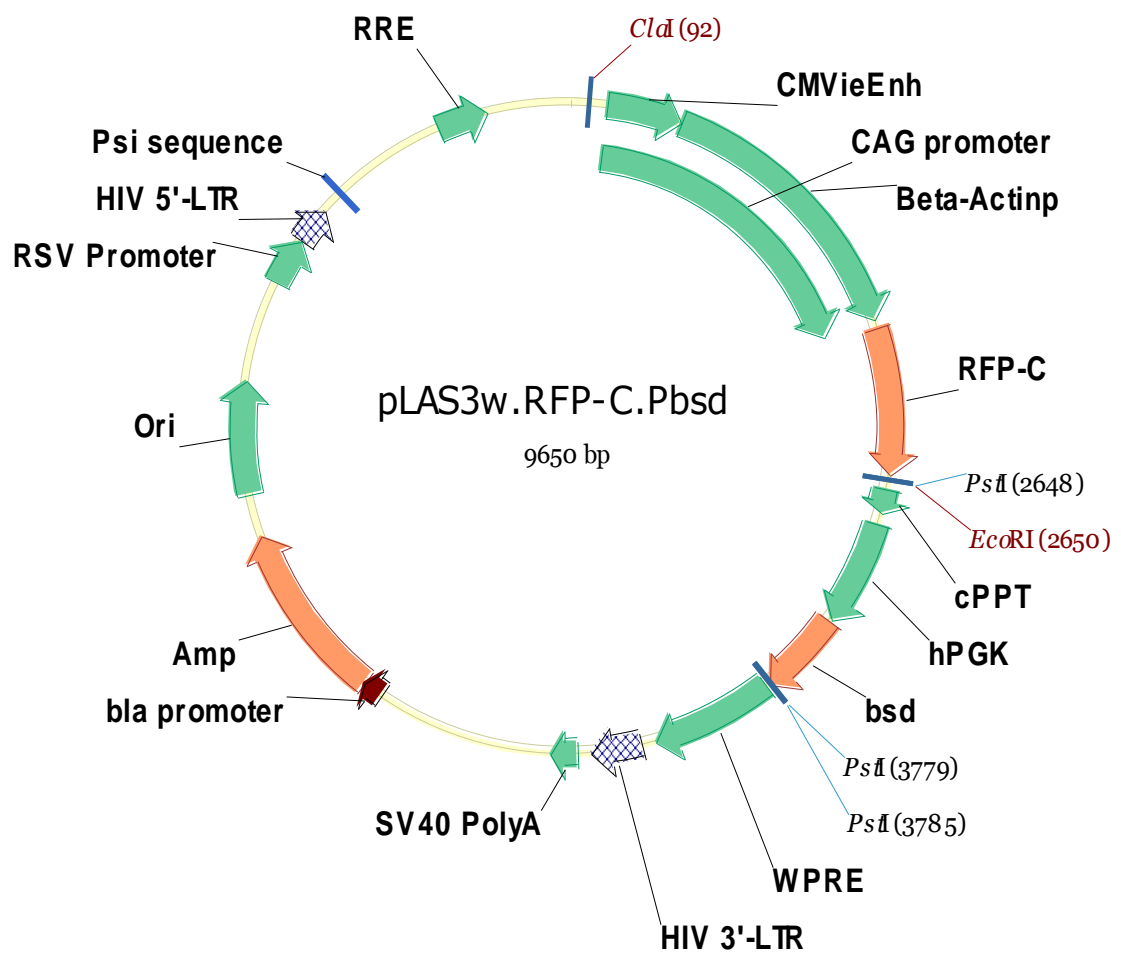 RRE
ClaI (92)
CMVieEnh
Psi sequence
CAG promoter
HIV 5'-LTR
Beta-Actinp
RSV Promoter
RFP-C
pLAS3w.RFP-C.Pbsd
Ori
9650 bp
PstI (2648)
EcoRI (2650)
cPPT
Amp
hPGK
bla promoter
bsd
PstI (3779)
SV40 PolyA
PstI (3785)
WPRE
HIV 3'-LTR